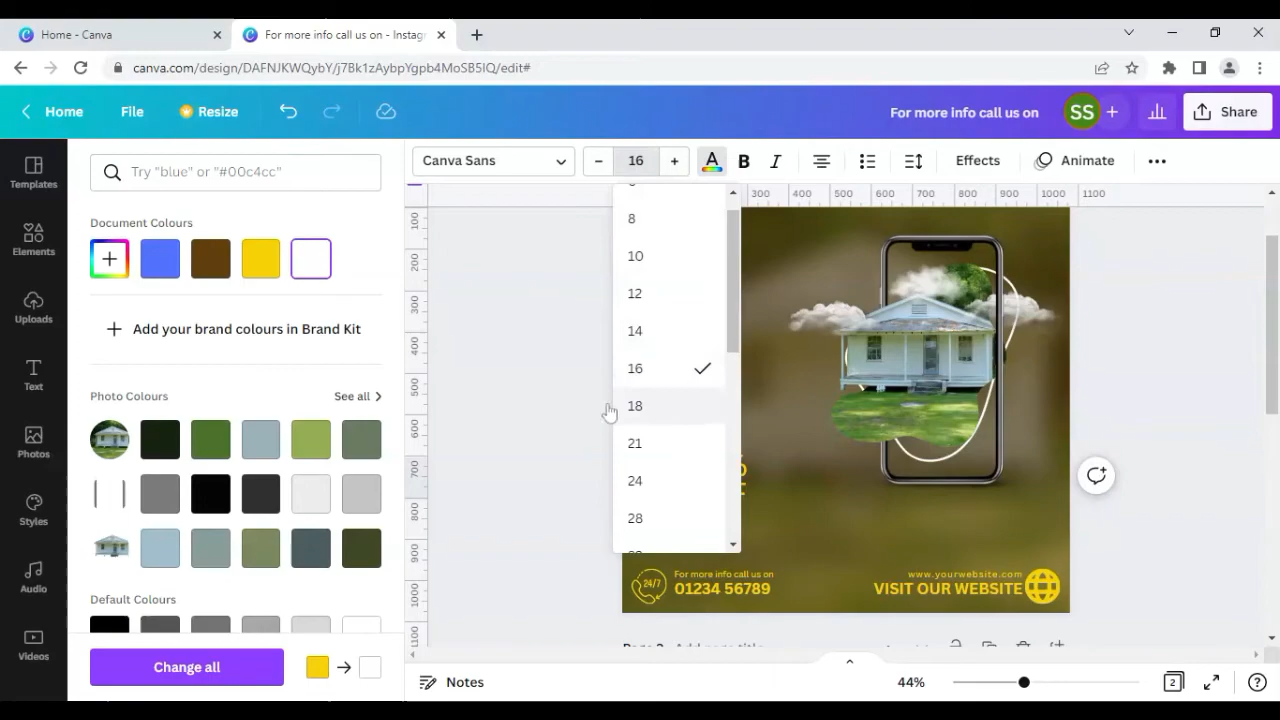 Home - Canva
For more info call us on - Instag
canva.com/design/DAFNJKWQybY/j7Bk1zAybpYgpb4MoSB5IQ/edit#
Home File Resize For more info call us on SS Share
Templates
Elements
Uploads
Text
Photos
Styles
Audio
Videos
Try "blue" or "#00c4cc"
Document Colours
Add your brand colours in Brand Kit
Photo Colours See all
Default Colours
Change all
Canva Sans 16 A B I Effects Animate
300 400 500 600 700 800 900 1000 1100
100
200
300
400
500
600
700
800
900
1000
1100
8
10
12
14
16
18
21
24
28
24/7
For more info call us on
01234 56789
www.yourwebsite.com
VISIT OUR WEBSITE
Notes 44% 2